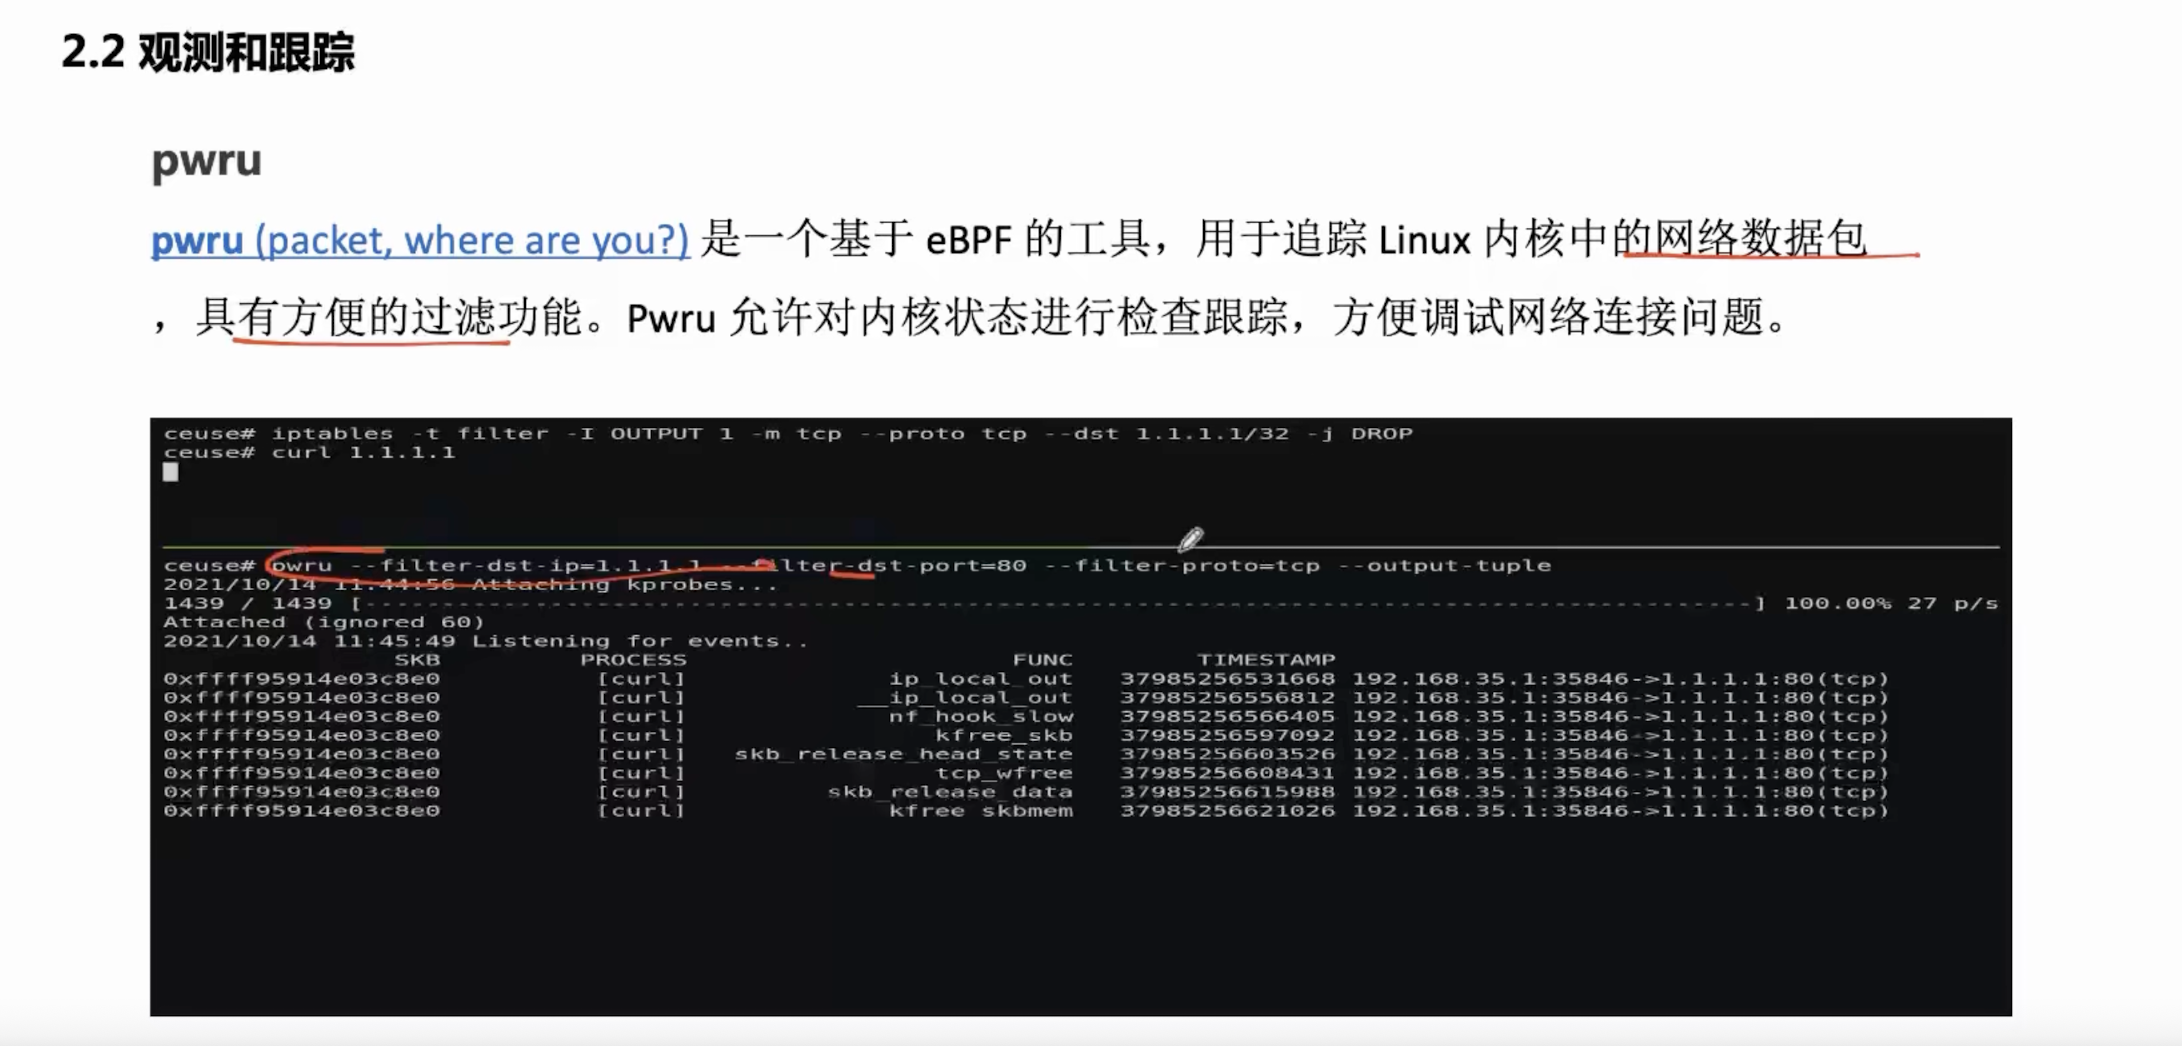 2.2 观测和跟踪
pwru
pwru (packet, where are you?) 是一个基于 eBPF 的工具，用于追踪 Linux 内核中的网络数据包
，具有方便的过滤功能。Pwru 允许对内核状态进行检查跟踪，方便调试网络连接问题。
ceuse# iptables -t filter -I OUTPUT 1 -m tcp --proto tcp --dst 1.1.1.1/32 -j DROP
ceuse# curl 1.1.1.1
ceuse# pwru --filter-dst-ip=1.1.1.1 --filter-dst-port=80 --filter-proto=tcp --output-tuple
2021/10/14 11:44:56 Attaching kprobes...
1439 / 1439 [-----------------------------------------------------------------------------------------] 100.00% 27 p/s
Attached (ignored 60)
2021/10/14 11:45:49 Listening for events..
SKB PROCESS FUNC TIMESTAMP
0xffff95914e03c8e0 [curl] ip_local_out 37985256531668 192.168.35.1:35846->1.1.1.1:80(tcp)
0xffff95914e03c8e0 [curl] __ip_local_out 37985256556812 192.168.35.1:35846->1.1.1.1:80(tcp)
0xffff95914e03c8e0 [curl] nf_hook_slow 37985256566405 192.168.35.1:35846->1.1.1.1:80(tcp)
0xffff95914e03c8e0 [curl] kfree_skb 37985256597092 192.168.35.1:35846->1.1.1.1:80(tcp)
0xffff95914e03c8e0 [curl] skb_release_head_state 37985256603526 192.168.35.1:35846->1.1.1.1:80(tcp)
0xffff95914e03c8e0 [curl] tcp_wfree 37985256608431 192.168.35.1:35846->1.1.1.1:80(tcp)
0xffff95914e03c8e0 [curl] skb_release_data 37985256615988 192.168.35.1:35846->1.1.1.1:80(tcp)
0xffff95914e03c8e0 [curl] kfree_skbmem 37985256621026 192.168.35.1:35846->1.1.1.1:80(tcp)